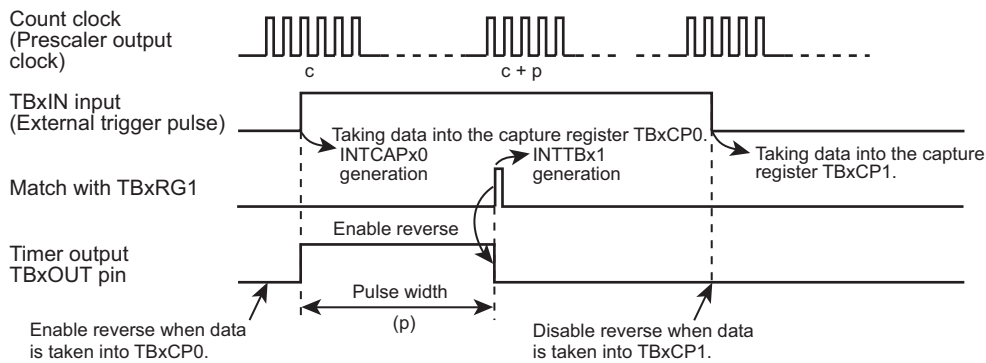 Count clock
(Prescaler output
clock)
c
c + p
TBxIN input
(External trigger pulse)
Taking data into the capture register TBxCP0.
INTCAPx0
generation
INTTBx1
generation
Taking data into the capture
register TBxCP1.
Match with TBxRG1
Enable reverse
Timer output
TBxOUT pin
Pulse width
(p)
Enable reverse when data
is taken into TBxCP0.
Disable reverse when data
is taken into TBxCP1.